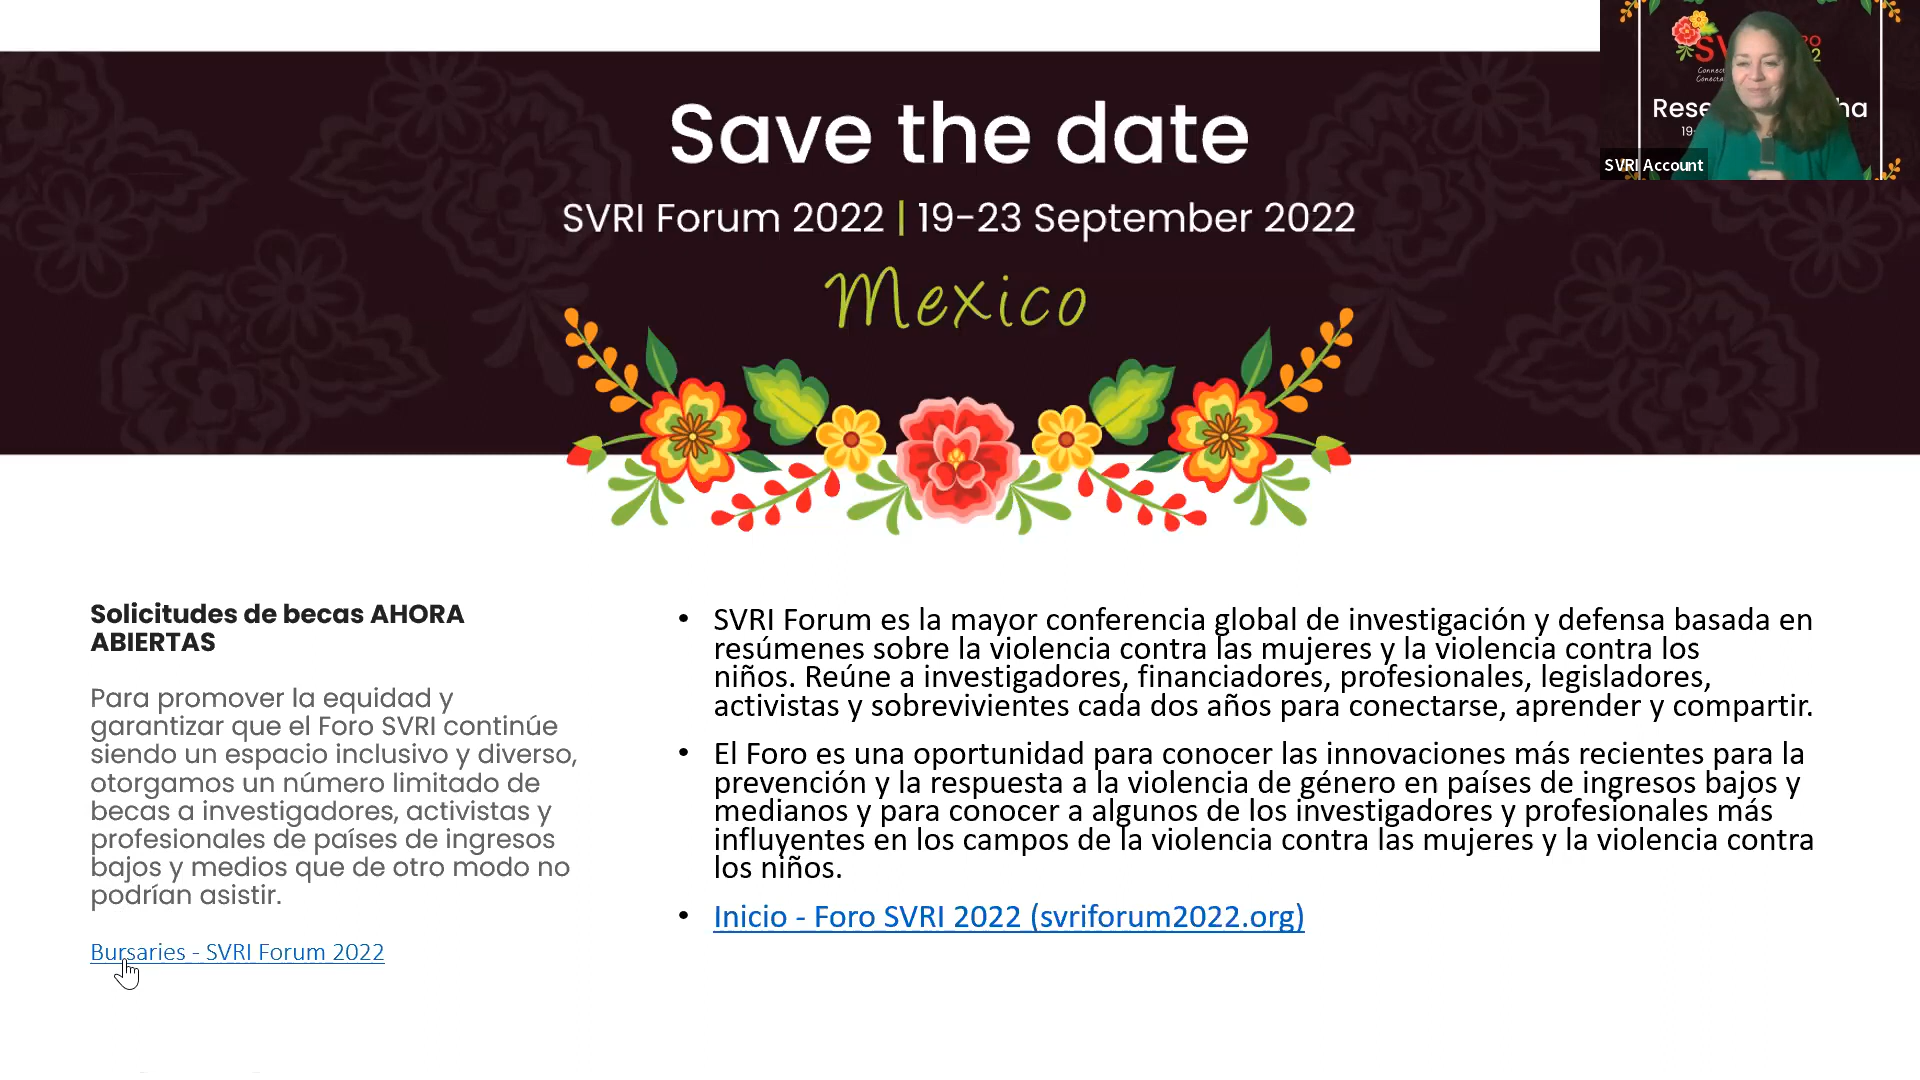 Save the date
SVRI Forum 2022 | 19-23 September 2022
Mexico
SVRI Account
Solicitudes de becas AHORA
ABIERTAS
Para promover la equidad y
garantizar que el Foro SVRI continúe
siendo un espacio inclusivo y diverso,
otorgamos un número limitado de
becas a investigadores, activistas y
profesionales de países de ingresos
bajos y medios que de otro modo no
podrían asistir.
Bursaries - SVRI Forum 2022
• SVRI Forum es la mayor conferencia global de investigación y defensa basada en
resúmenes sobre la violencia contra las mujeres y la violencia contra los
niños. Reúne a investigadores, financiadores, profesionales, legisladores,
activistas y sobrevivientes cada dos años para conectarse, aprender y compartir.
• El Foro es una oportunidad para conocer las innovaciones más recientes para la
prevención y la respuesta a la violencia de género en países de ingresos bajos y
medianos y para conocer a algunos de los investigadores y profesionales más
influyentes en los campos de la violencia contra las mujeres y la violencia contra
los niños.
• Inicio - Foro SVRI 2022 (svriforum2022.org)